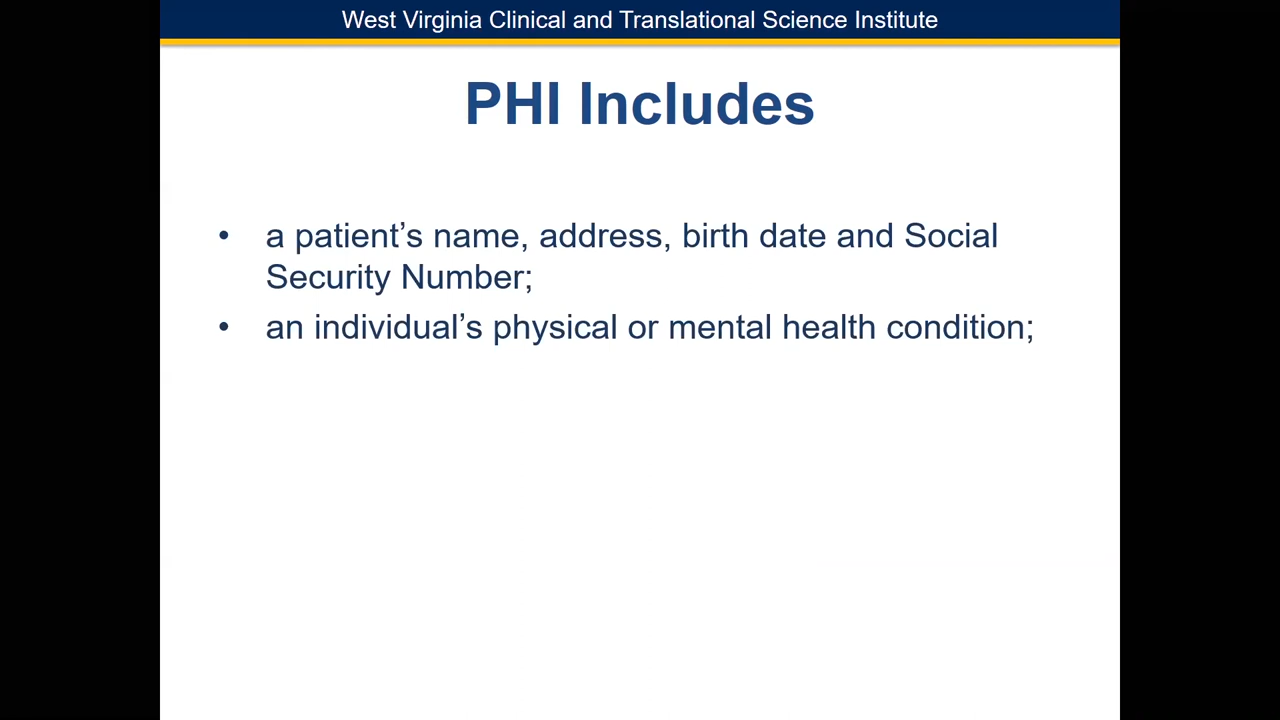 West Virginia Clinical and Translational Science Institute
PHI Includes
• a patient’s name, address, birth date and Social
Security Number;
• an individual’s physical or mental health condition;